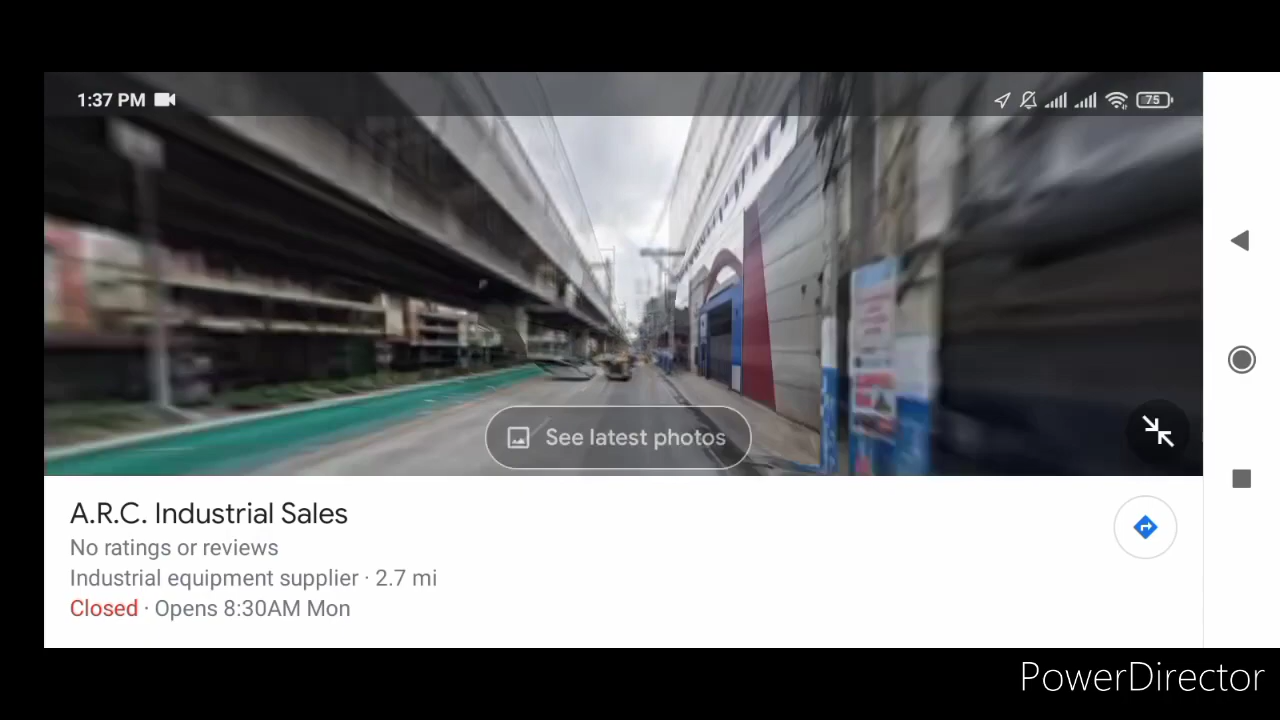 1:37 PM
75
See latest photos
A.R.C. Industrial Sales
No ratings or reviews
Industrial equipment supplier · 2.7 mi
Closed · Opens 8:30AM Mon
PowerDirector